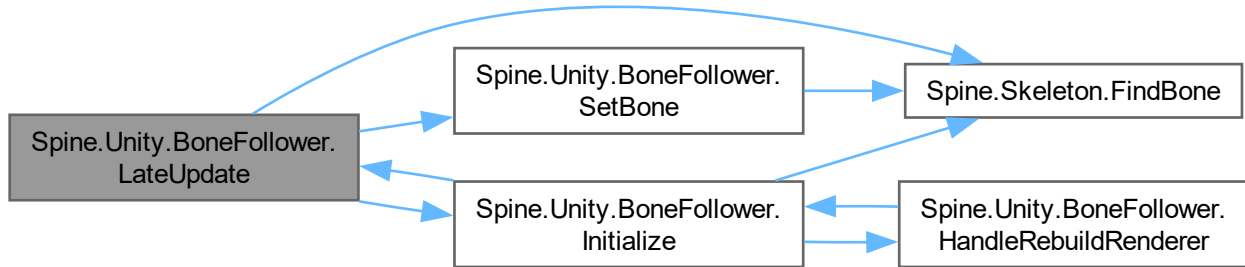 Spine.Unity.BoneFollower.
LateUpdate
Spine.Unity.BoneFollower.
SetBone
Spine.Unity.BoneFollower.
Initialize
Spine.Skeleton.FindBone
Spine.Unity.BoneFollower.
HandleRebuildRenderer